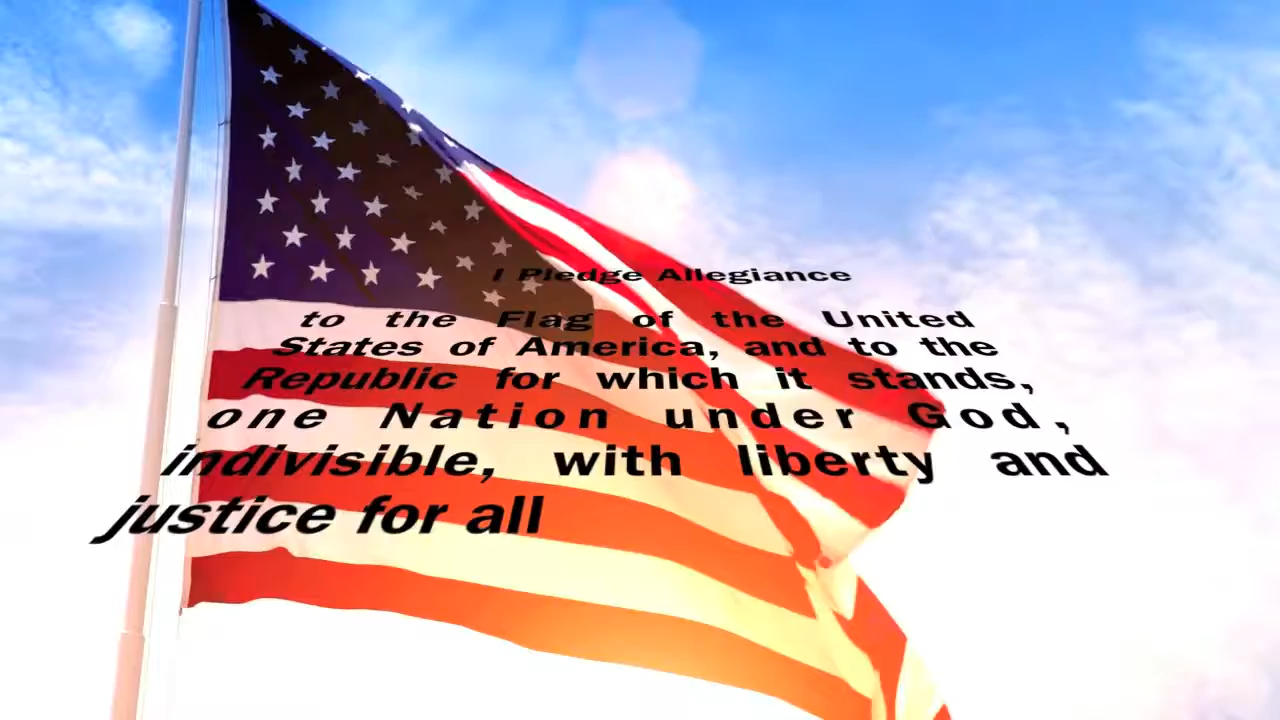 I Pledge Allegiance
to the Flag of the United
States of America, and to the
Republic for which it stands,
one Nation under God,
indivisible, with liberty and
justice for all